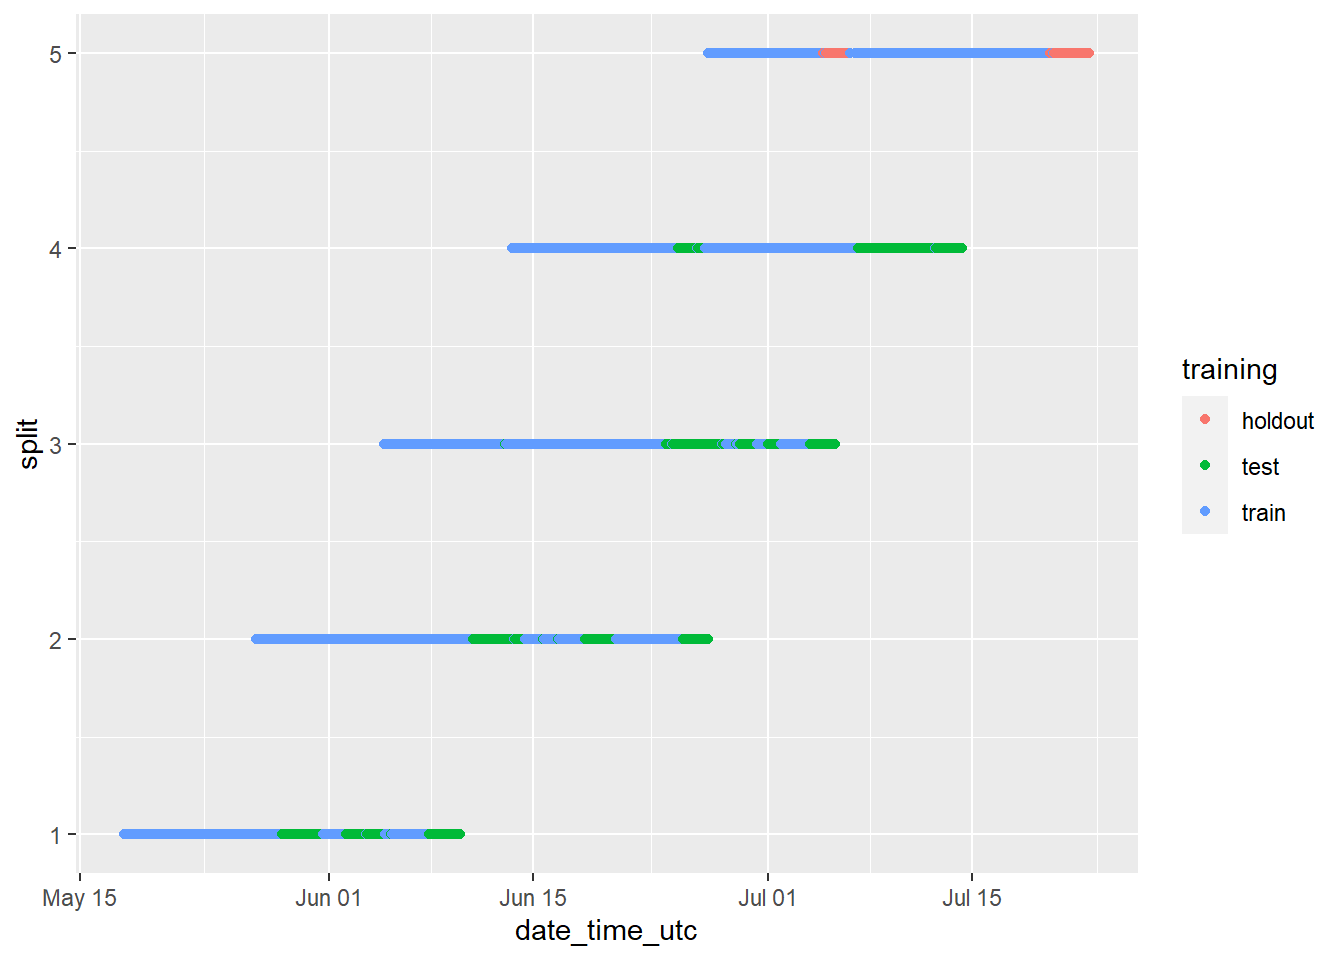 5
4
3
2
1
split
May 15
Jun 01
Jun 15
Jul 01
Jul 15
date_time_utc
training
holdout
test
train